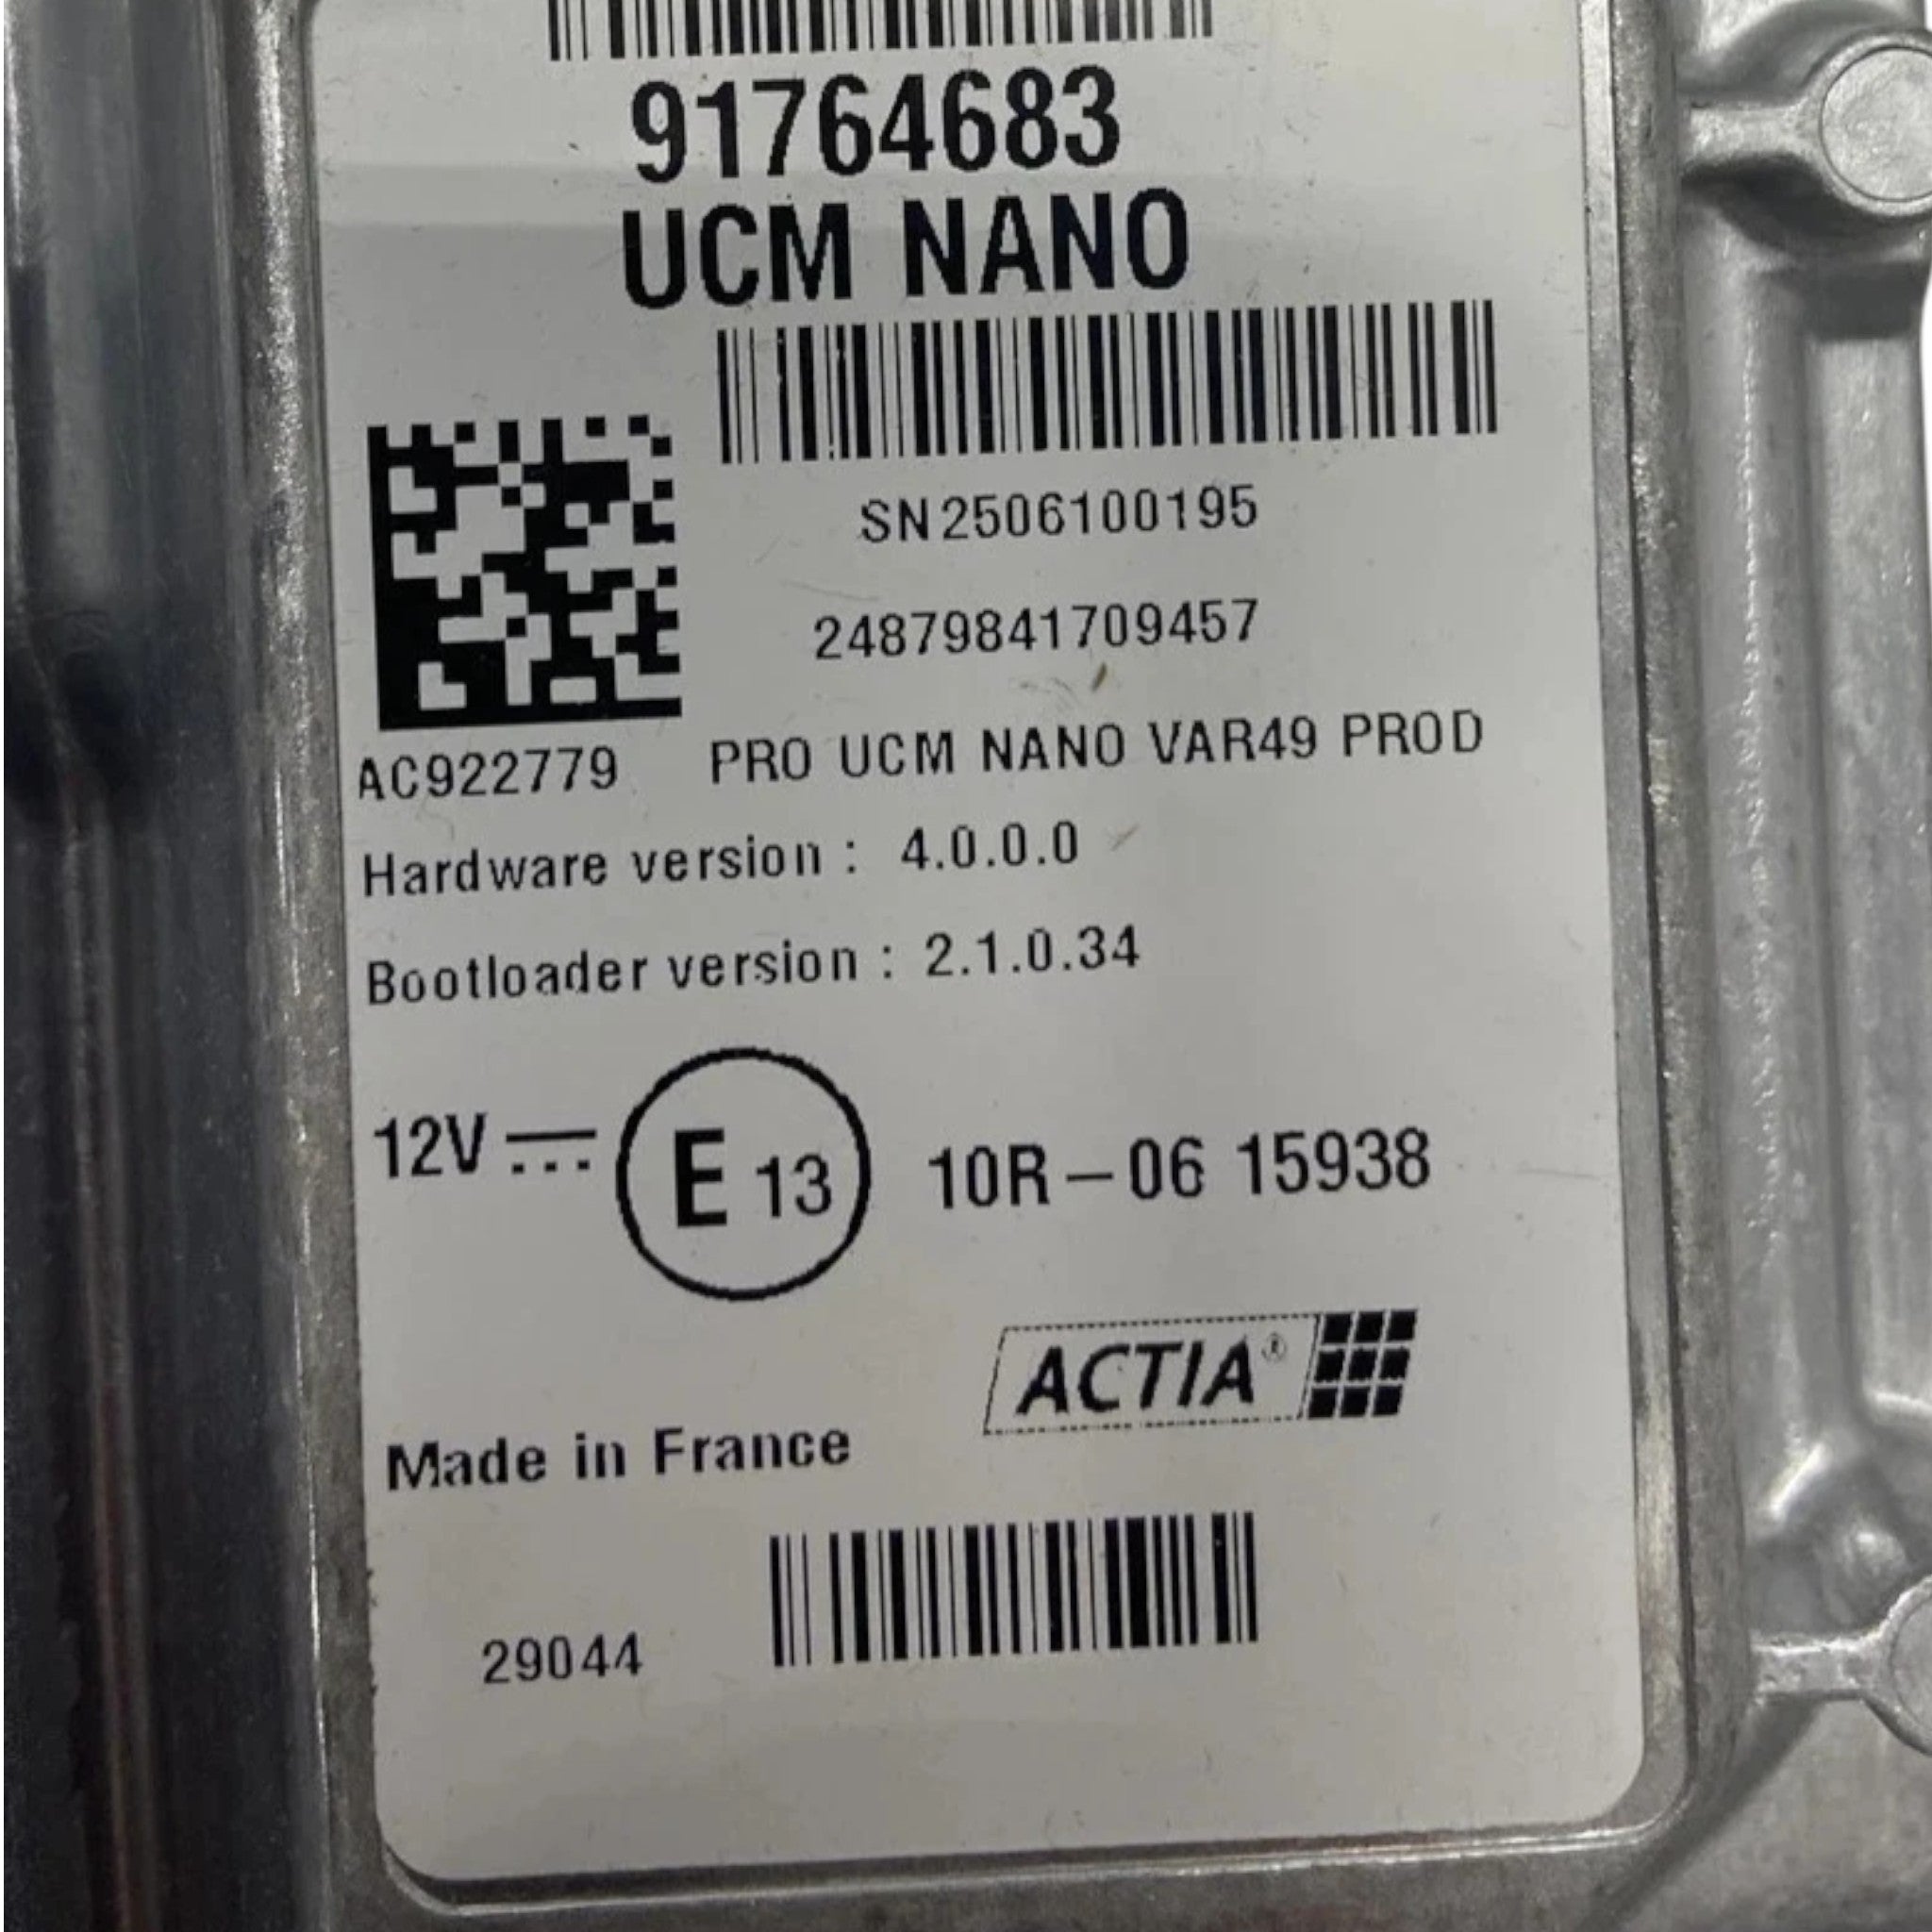 91764683
UCM NANO
SN2506100195
24879841709457
AC922779 PRO UCM NANO VAR49 PROD
Hardware version : 4.0.0.0
Bootloader version : 2.1.0.34
12V E 13 10R-06 15938
ACTIA®
Made in France
29044